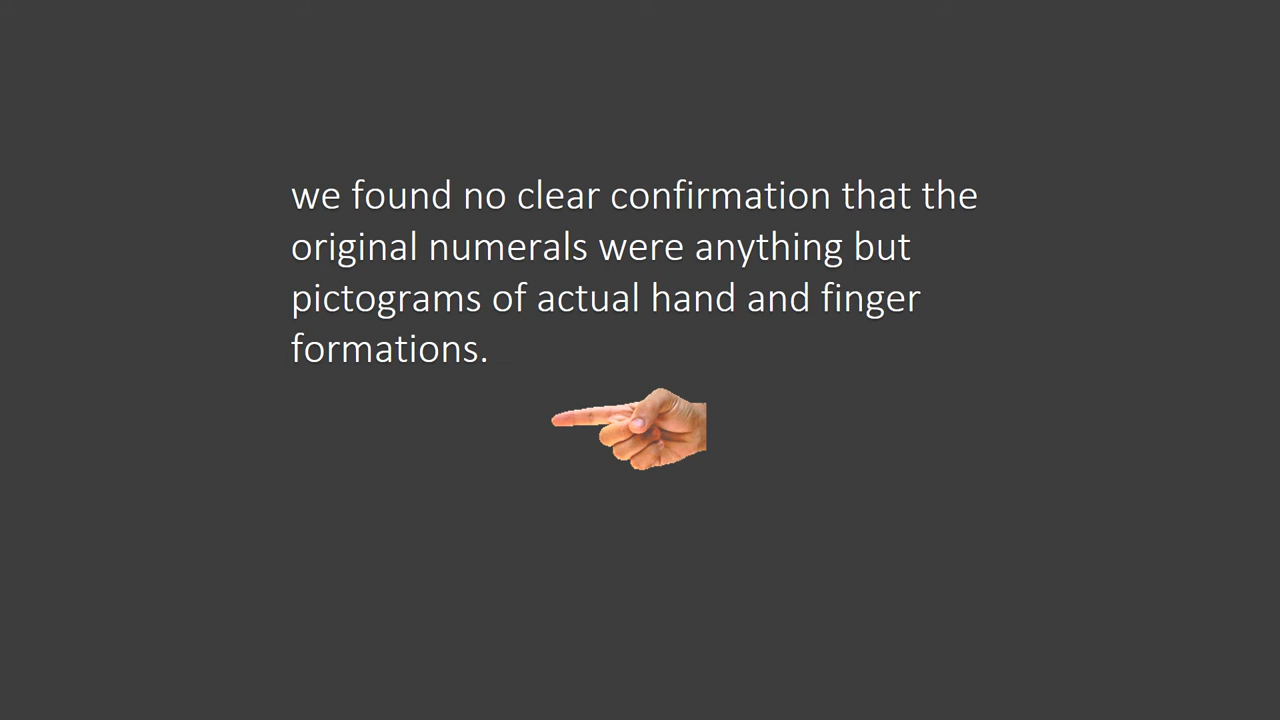 we found no clear confirmation that the
original numerals were anything but
pictograms of actual hand and finger
formations.